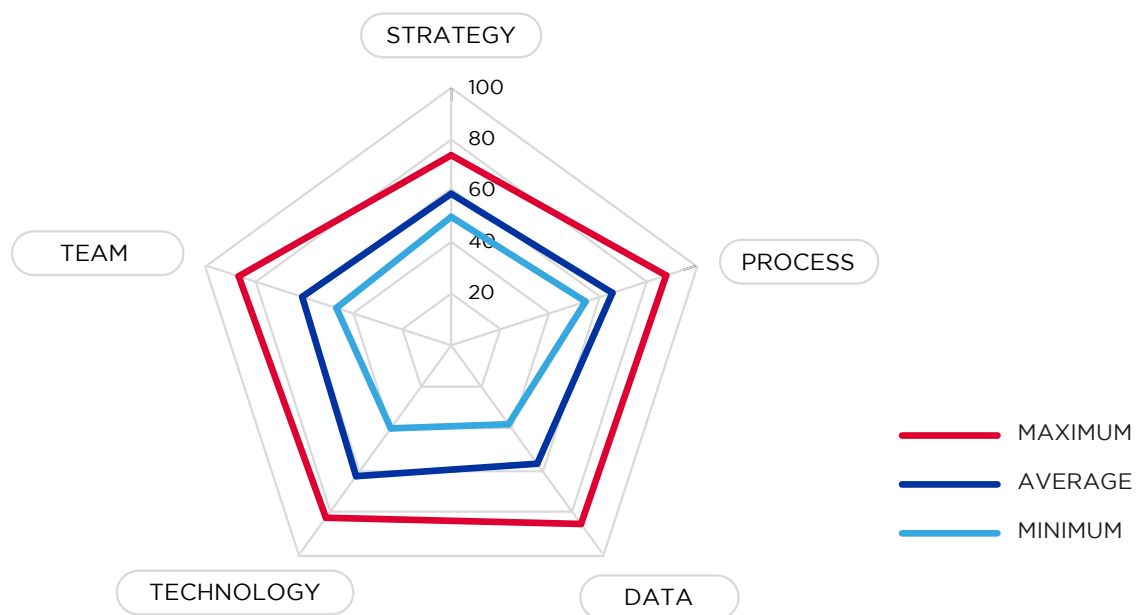 STRATEGY
100
80
60
40
20
TEAM
PROCESS
MAXIMUM
AVERAGE
MINIMUM
TECHNOLOGY
DATA